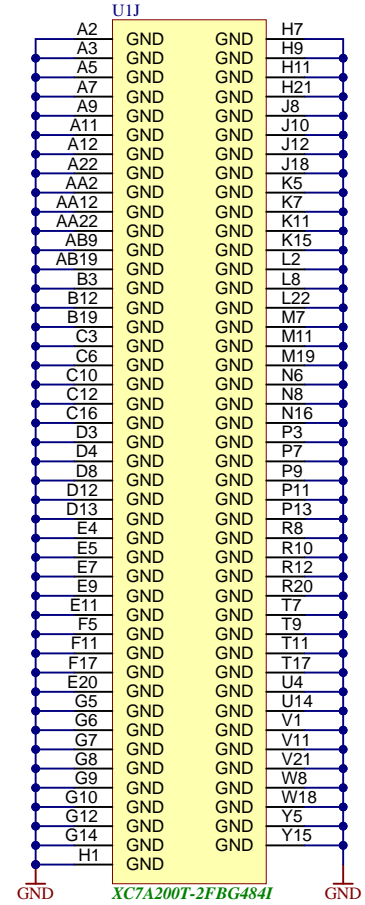 U1J
A2 GND GND H7
A3 GND GND H9
A5 GND GND H11
A7 GND GND H21
A9 GND GND J8
A11 GND GND J10
A12 GND GND J12
A22 GND GND J18
AA2 GND GND K5
AA12 GND GND K7
AA22 GND GND K11
AB9 GND GND K15
AB19 GND GND L2
B3 GND GND L8
B12 GND GND L22
B19 GND GND M7
C3 GND GND M11
C6 GND GND M19
C10 GND GND N6
C12 GND GND N8
C16 GND GND N16
D3 GND GND P3
D4 GND GND P7
D8 GND GND P9
D12 GND GND P11
D13 GND GND P13
E4 GND GND R8
E5 GND GND R10
E7 GND GND R12
E9 GND GND R20
E11 GND GND T7
F5 GND GND T9
F11 GND GND T11
F17 GND GND T17
E20 GND GND U4
G5 GND GND U14
G6 GND GND V1
G7 GND GND V11
G8 GND GND V21
G9 GND GND W8
G10 GND GND W18
G12 GND GND Y5
G14 GND GND Y15
H1 GND
GND XC7A200T-2FBG484I GND